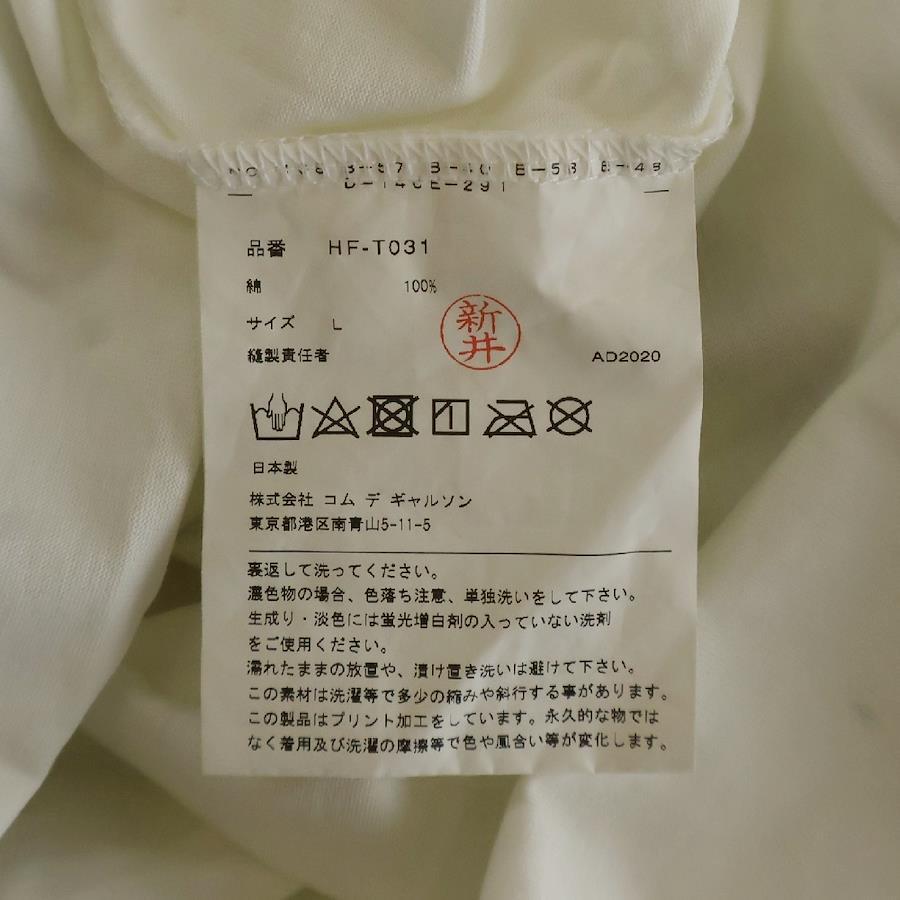 品番 HF-T031
綿 100%
サイズ L
新井
縫製責任者 AD2020
日本製
株式会社 コム デ ギャルソン
東京都港区南青山5-11-5
裏返して洗ってください。
濃色物の場合、色落ち注意、単独洗いをして下さい。
生成り・淡色には蛍光増白剤の入っていない洗剤
をご使用ください。
濡れたままの放置や、漬け置き洗いは避けて下さい。
この素材は洗濯等で多少の縮みや斜行する事があります。
この製品はプリント加工をしています。永久的な物では
なく着用及び洗濯の摩擦等で色や風合い等が変化します。